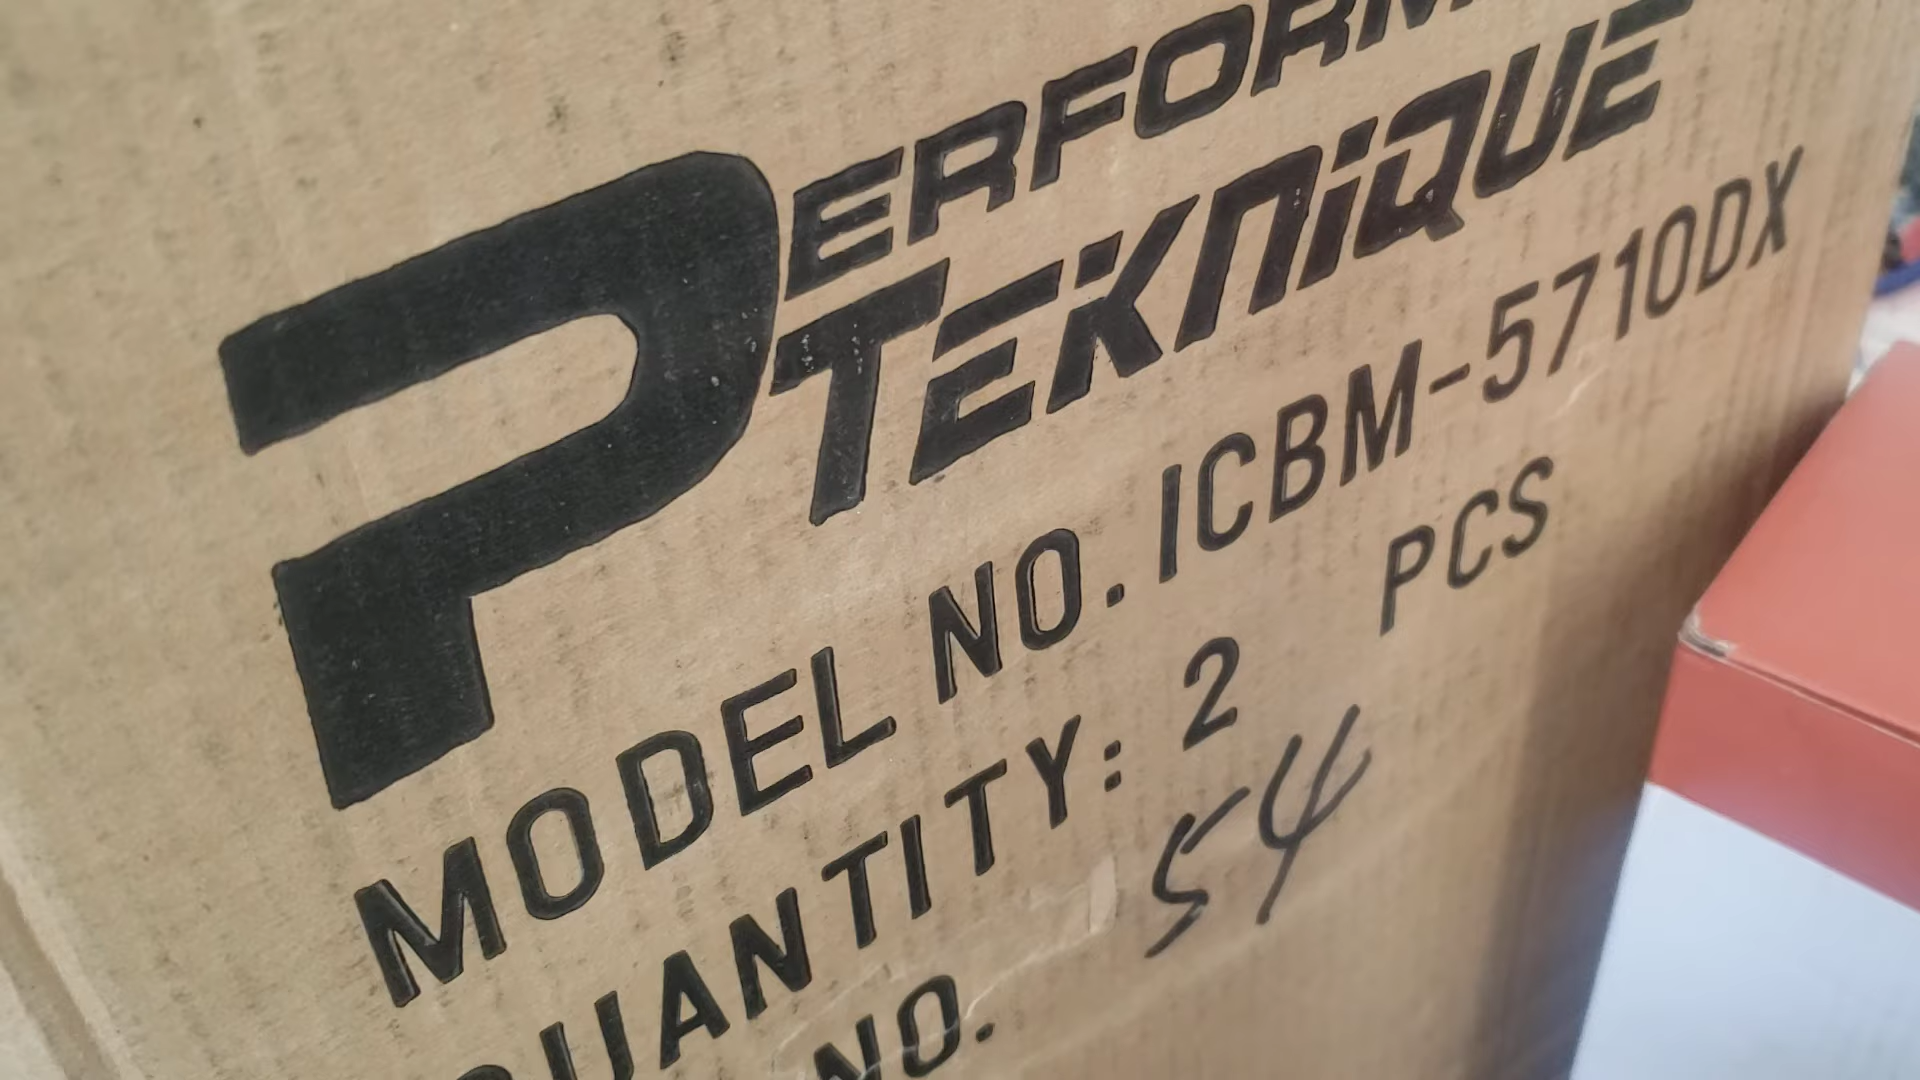 PERFORM
TEKNIQUE
MODEL NO. ICBM-5710DX
QUANTITY: 2 PCS
NO. 54